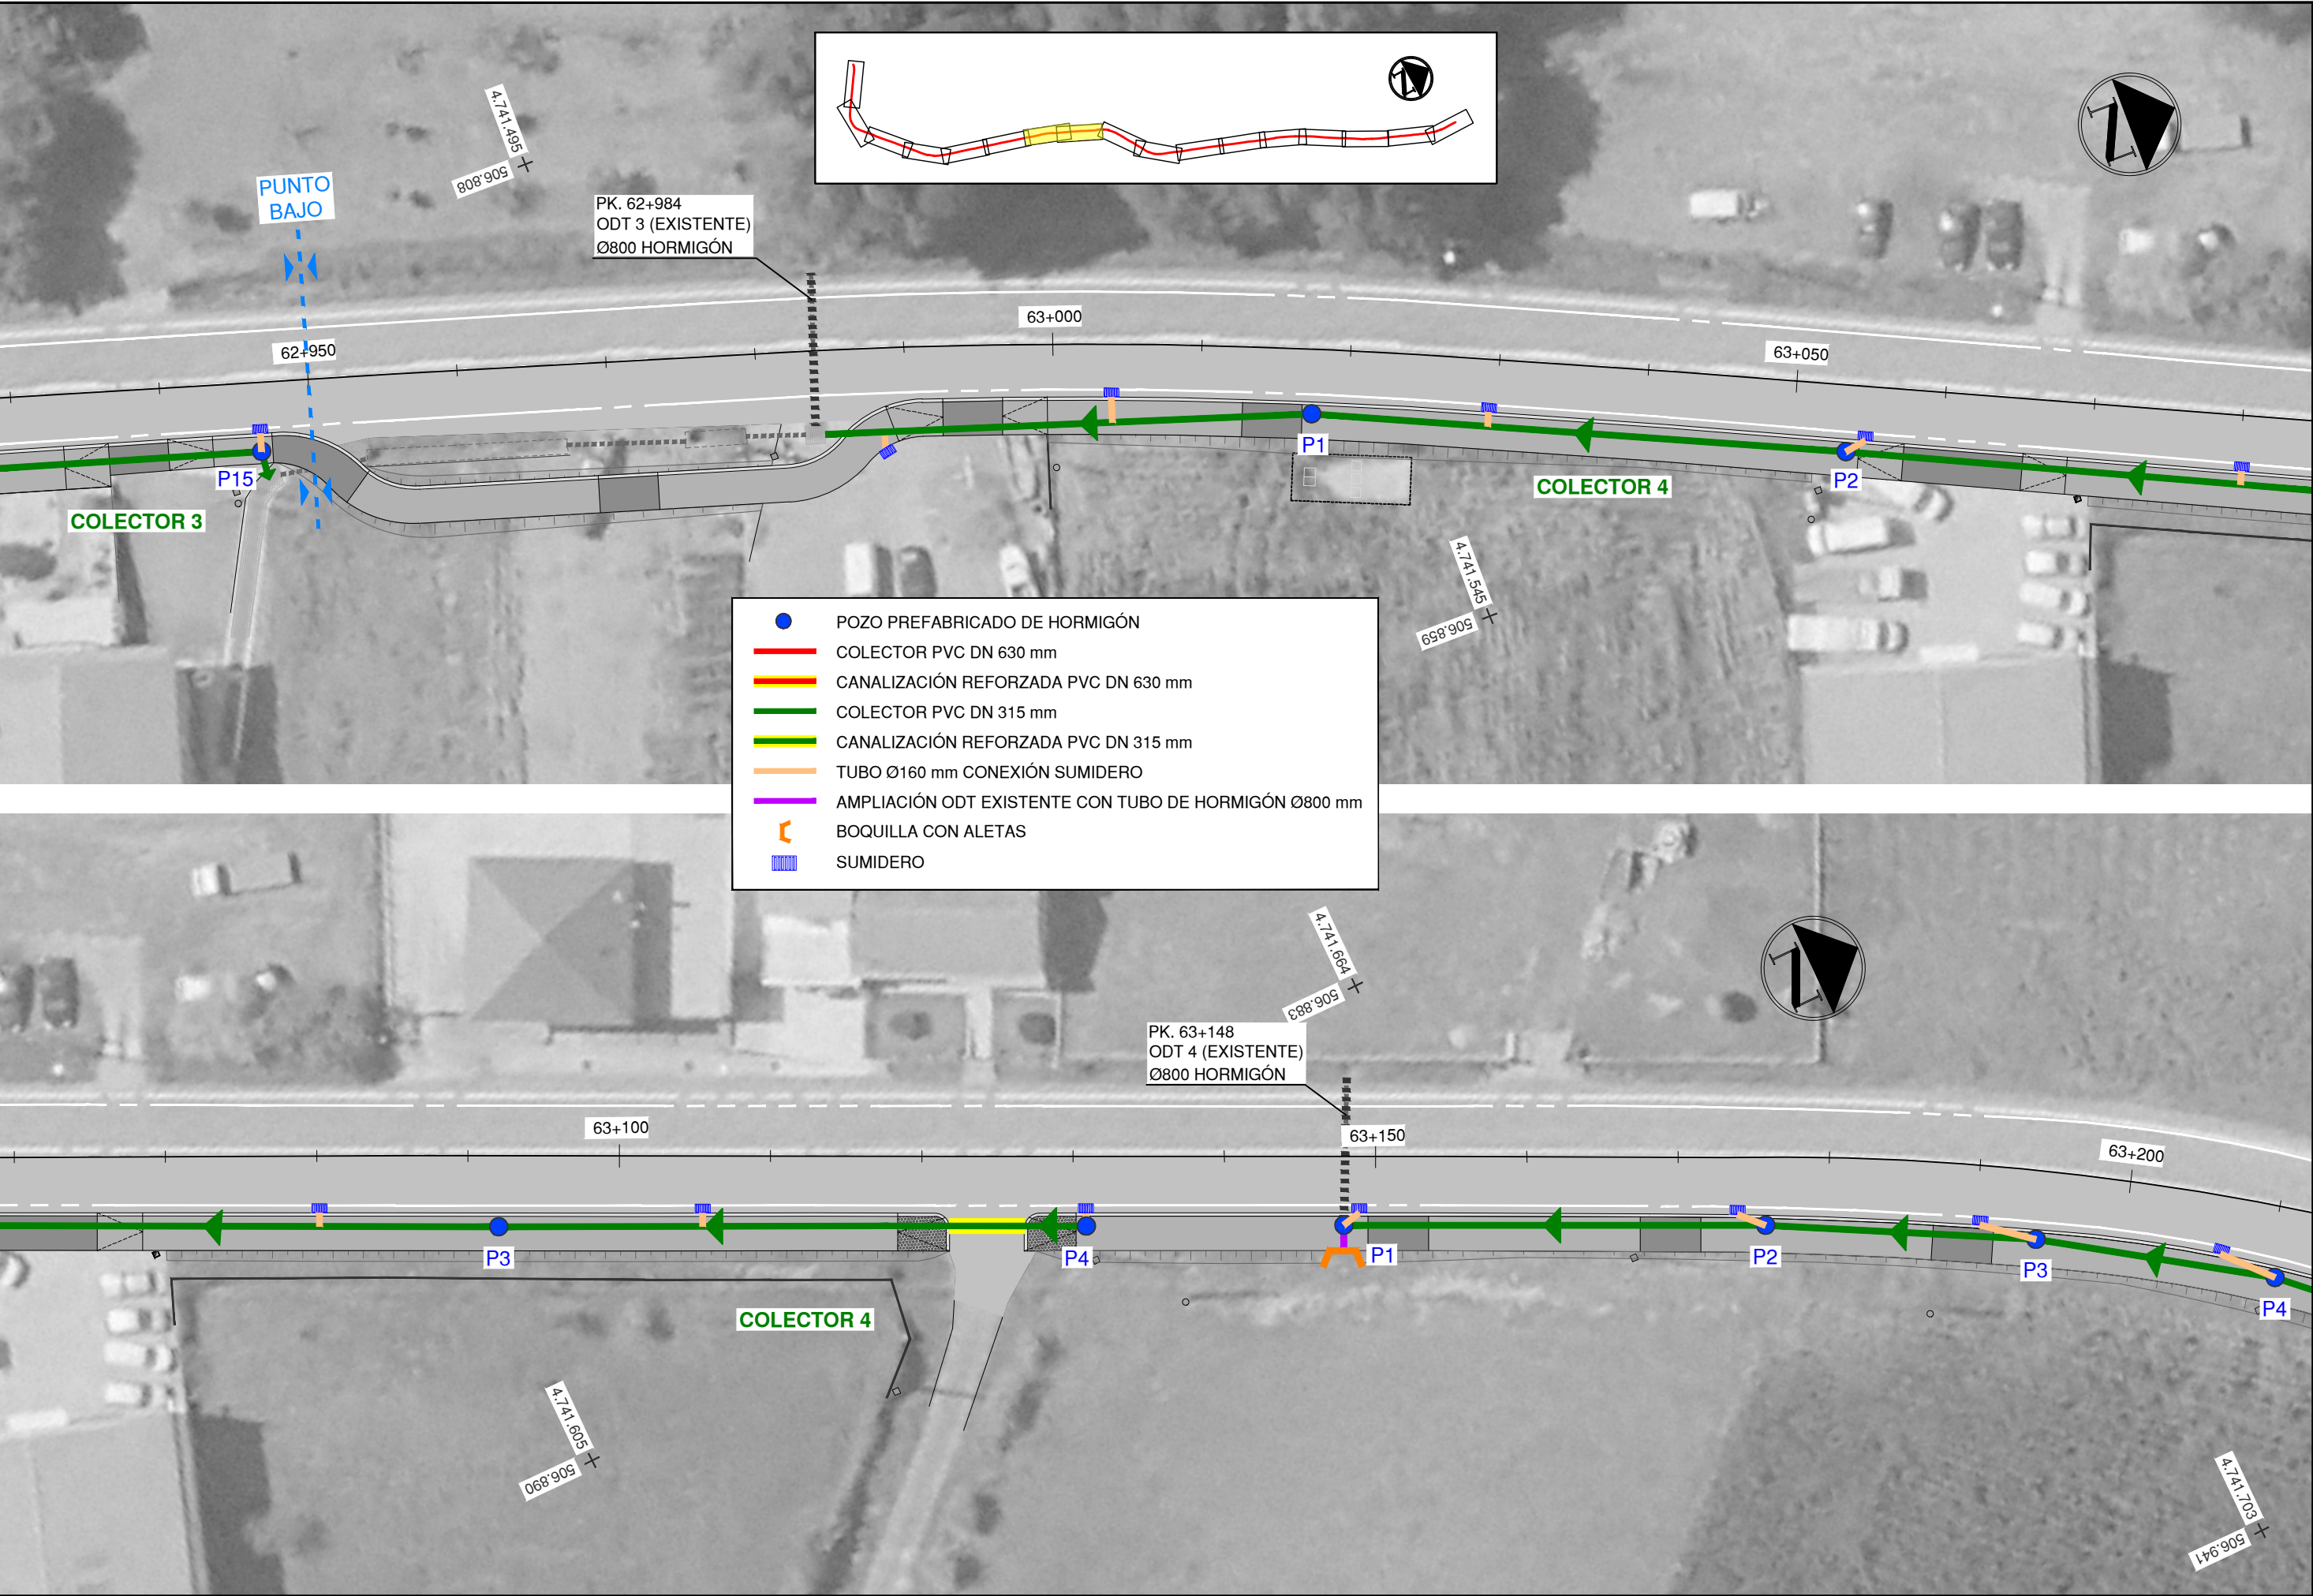 4.741.495
506.808
PUNTO
BAJO
PK. 62+984
ODT 3 (EXISTENTE)
Ø800 HORMIGÓN
62+950
63+000
63+050
P15
P1
P2
COLECTOR 3
COLECTOR 4
4.741.545
506.859
POZO PREFABRICADO DE HORMIGÓN
COLECTOR PVC DN 630 mm
CANALIZACIÓN REFORZADA PVC DN 630 mm
COLECTOR PVC DN 315 mm
CANALIZACIÓN REFORZADA PVC DN 315 mm
TUBO Ø160 mm CONEXIÓN SUMIDERO
AMPLIACIÓN ODT EXISTENTE CON TUBO DE HORMIGÓN Ø800 mm
BOQUILLA CON ALETAS
SUMIDERO
4.741.664
506.883
PK. 63+148
ODT 4 (EXISTENTE)
Ø800 HORMIGÓN
63+100
63+150
63+200
P3
P4
P1
P2
P3
P4
COLECTOR 4
4.741.605
506.890
4.741.703
506.941
N
N
N